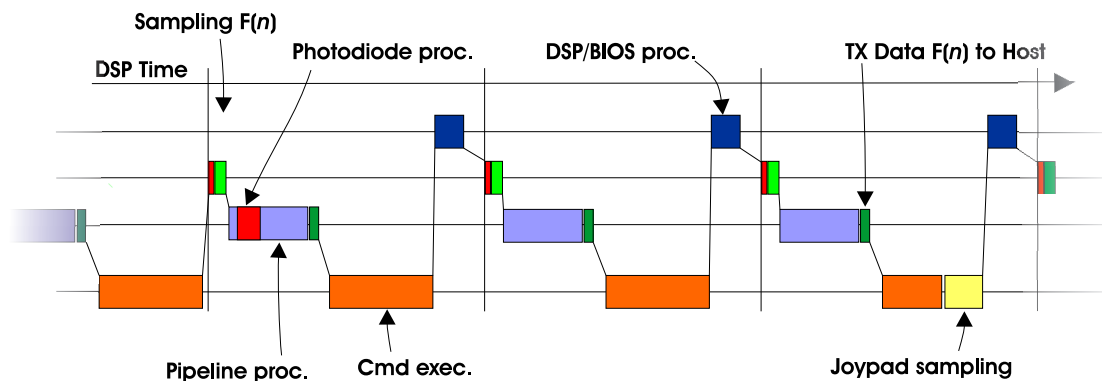 Sampling F(n)
Photodiode proc.
DSP/BIOS proc.
TX Data F(n) to Host
DSP Time
Pipeline proc.
Cmd exec.
Joypad sampling